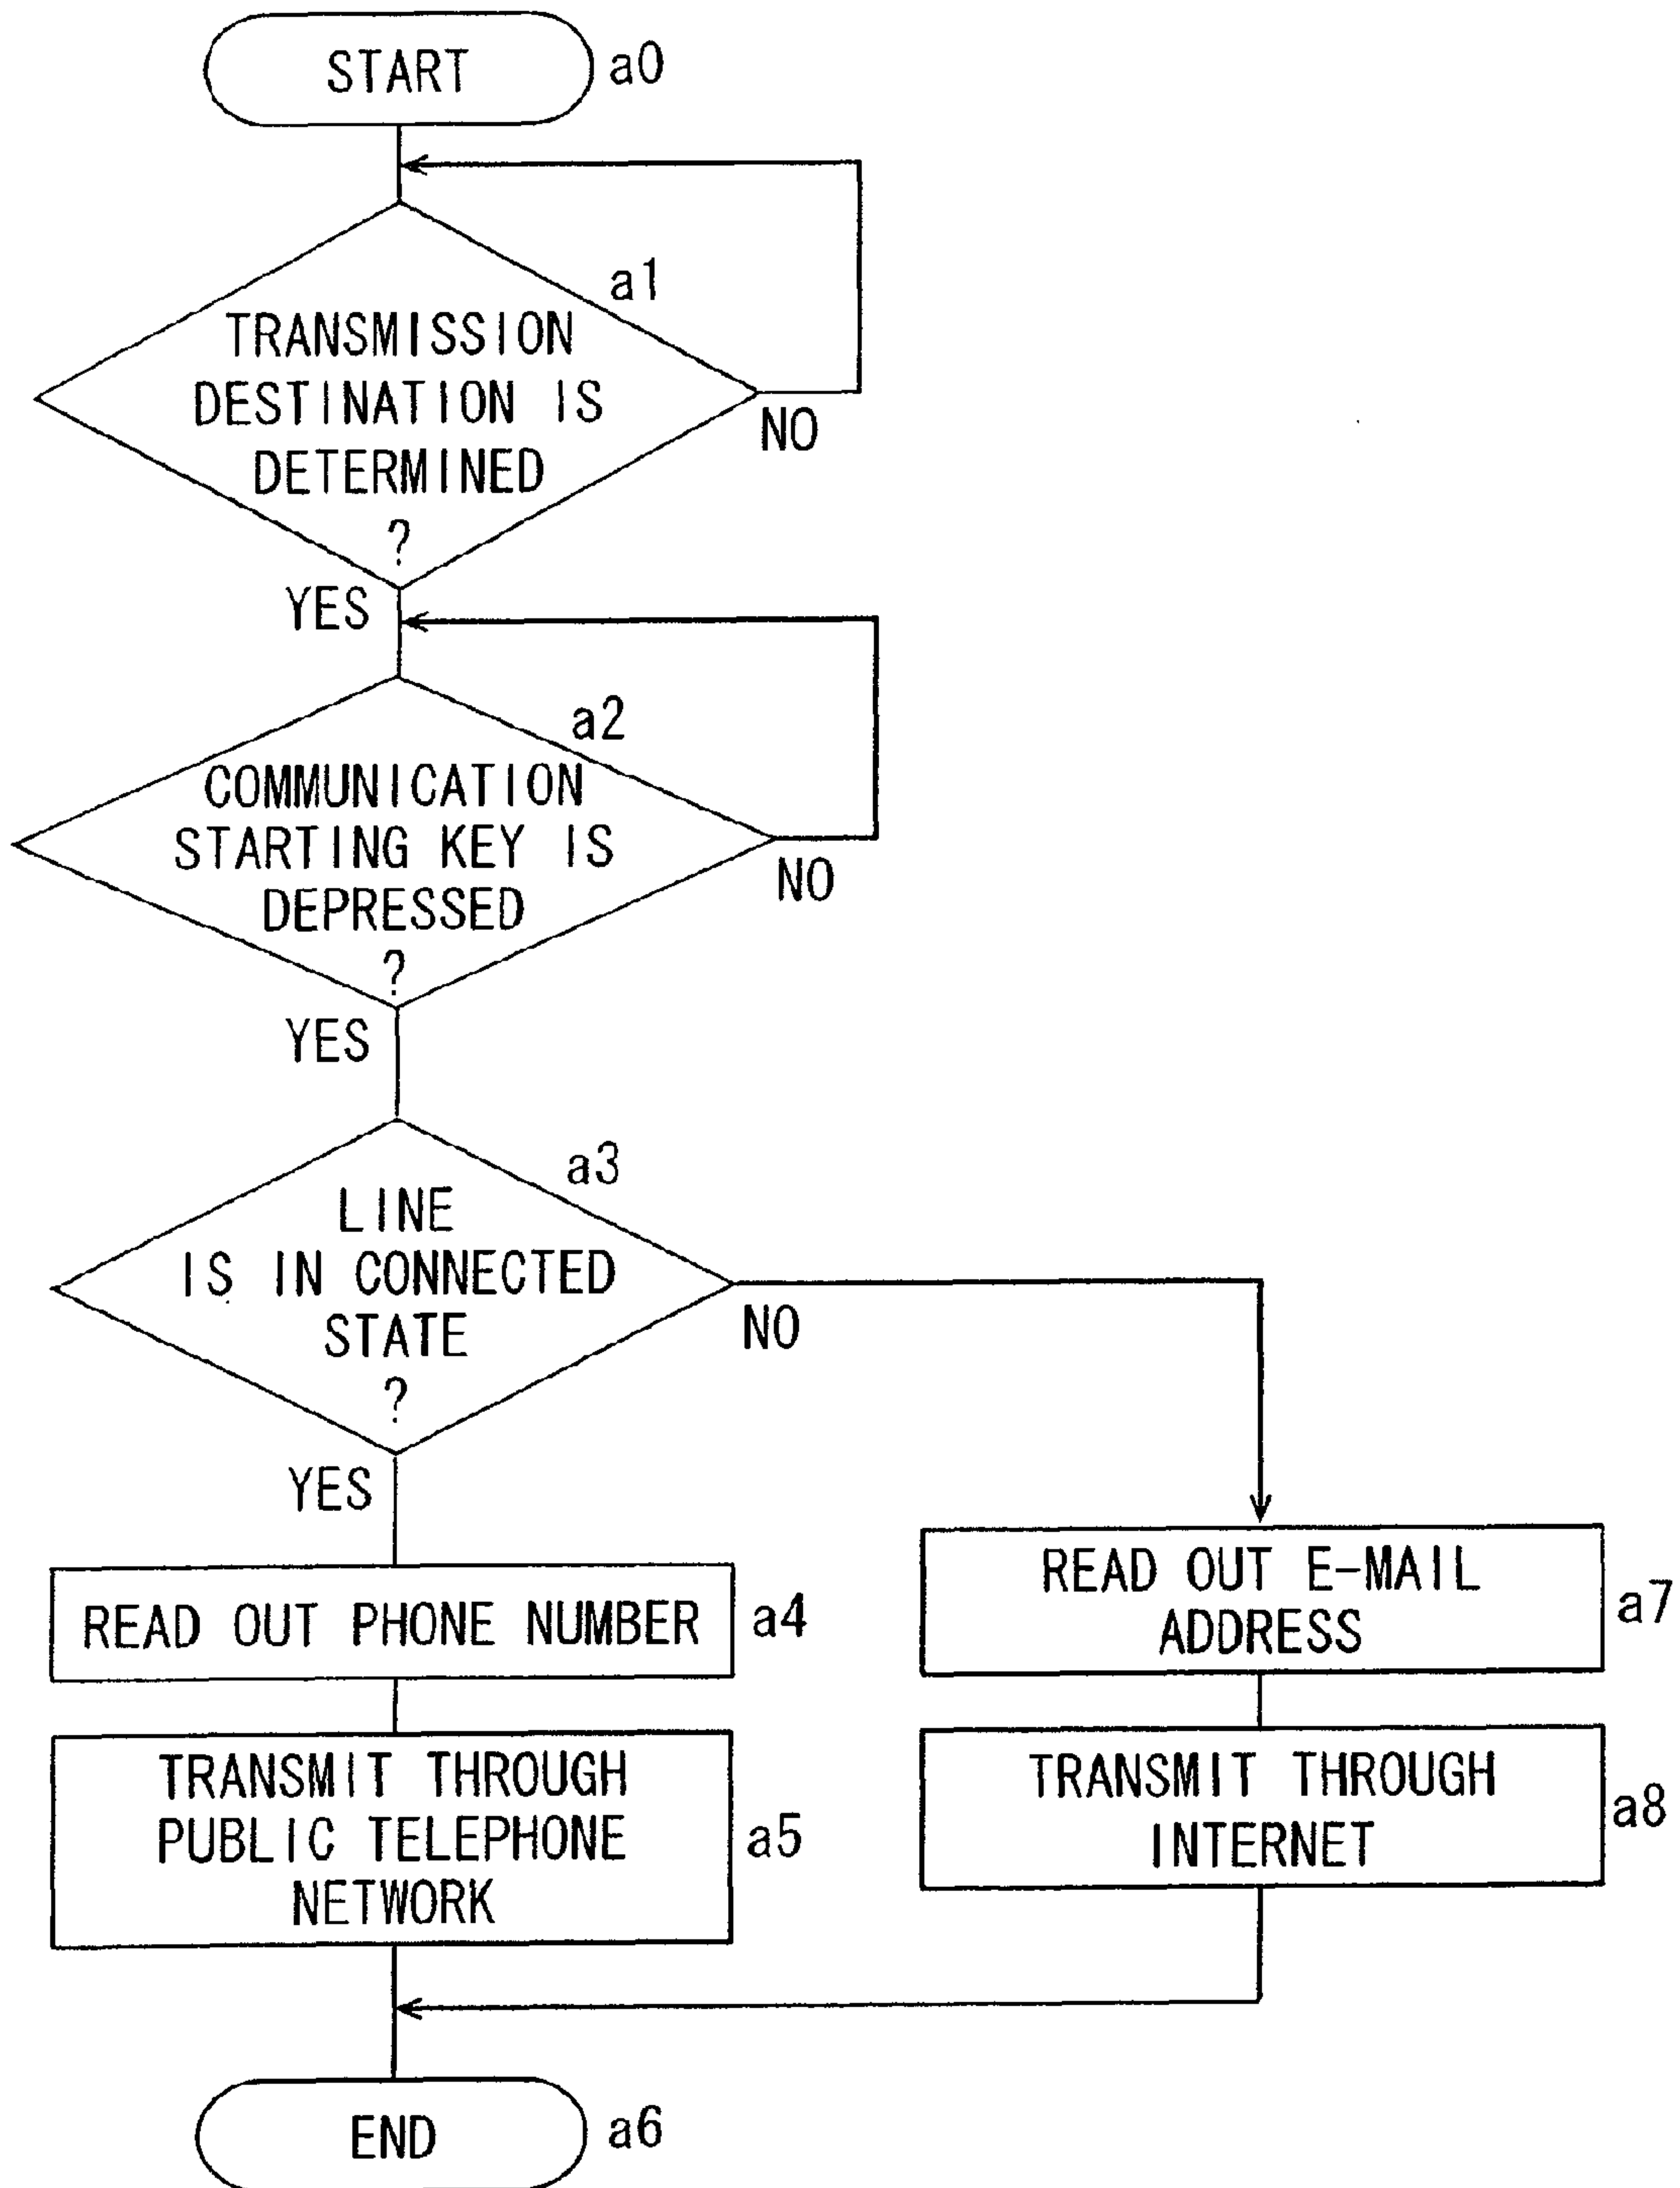 START
a0
a1
TRANSMISSION
DESTINATION IS
DETERMINED
?
NO
YES
a2
COMMUNICATION
STARTING KEY IS
DEPRESSED
?
NO
YES
a3
LINE
IS IN CONNECTED
STATE
?
NO
YES
READ OUT PHONE NUMBER
a4
TRANSMIT THROUGH
PUBLIC TELEPHONE
NETWORK
a5
READ OUT E-MAIL
ADDRESS
a7
TRANSMIT THROUGH
INTERNET
a8
END
a6